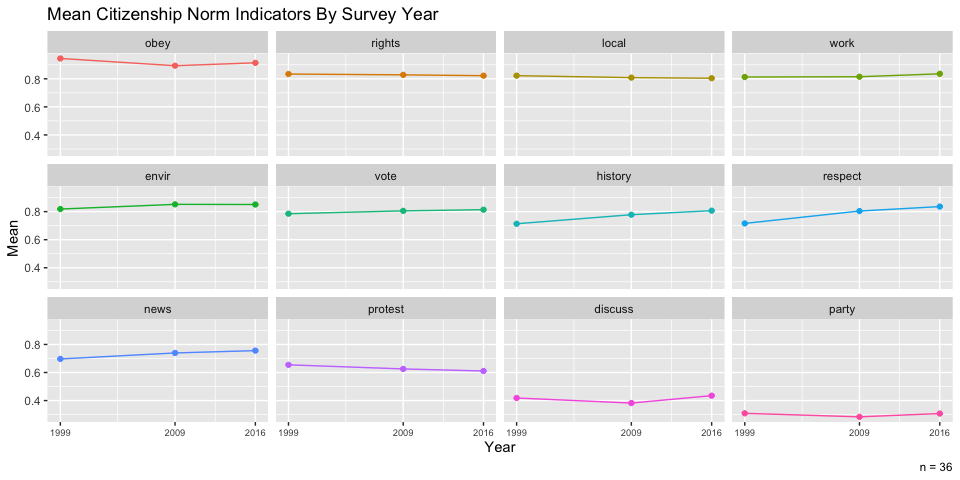 Mean Citizenship Norm Indicators By Survey Year
obey rights local work
0.8
0.6
0.4
envir vote history respect
0.8
0.6
0.4
Mean
news protest discuss party
0.8
0.6
0.4
1999 2009 2016 1999 2009 2016 1999 2009 2016 1999 2009 2016
Year
n = 36